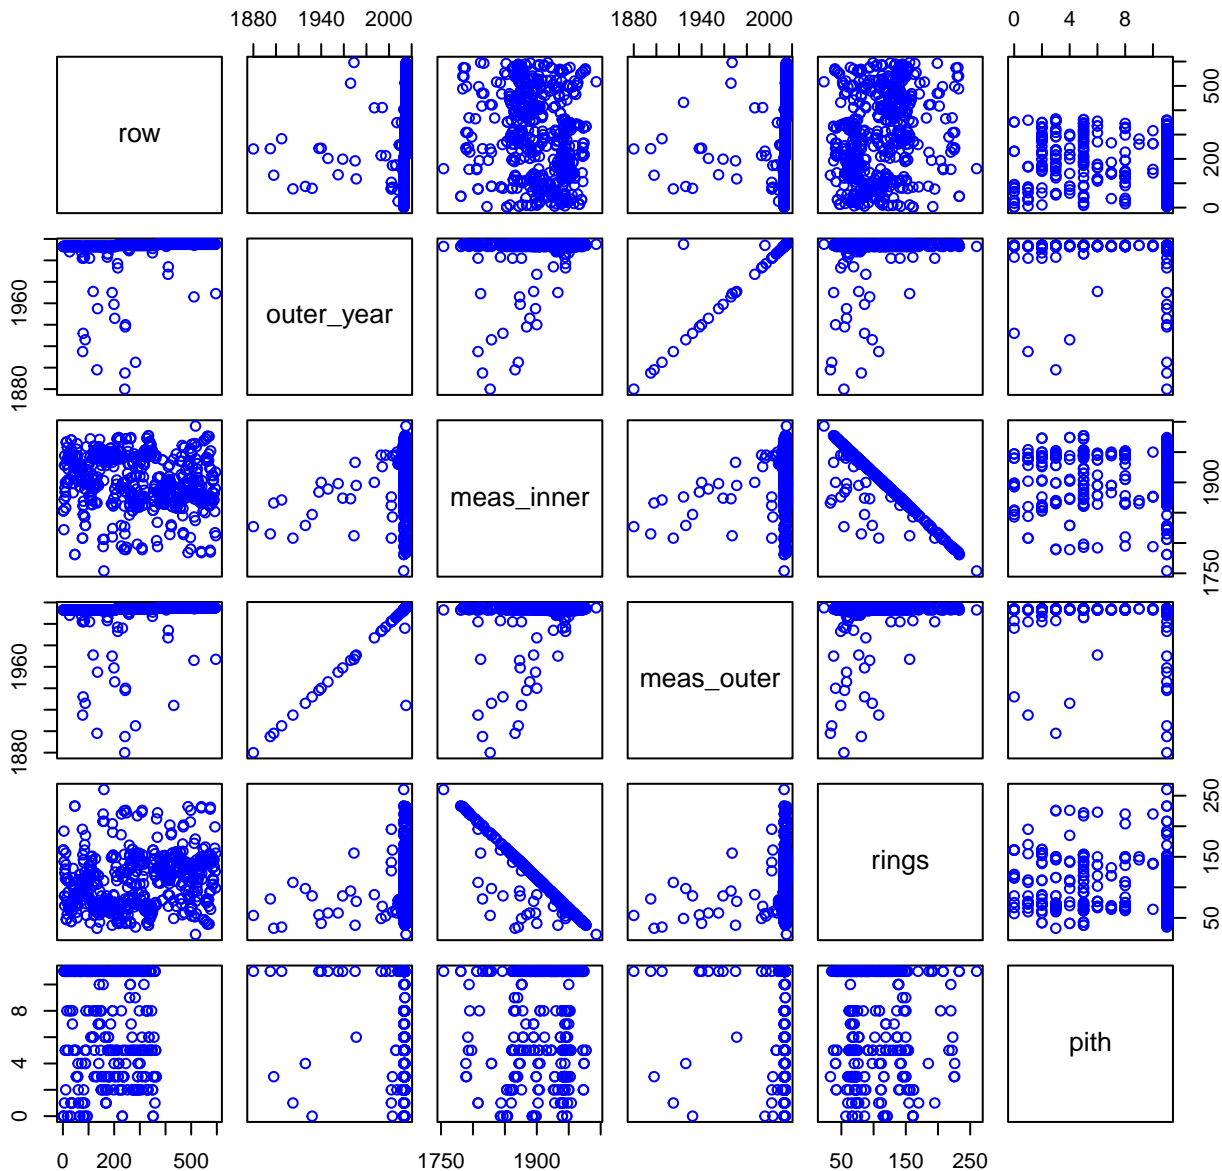 1880 1940 2000 1880 1940 2000 0 4 8
row 0 200 500
1880 1960 outer_year
meas_inner 1750 1900
1880 1960 meas_outer
rings 50 150 250
0 4 8 pith
0 200 500 1750 1900 50 150 250